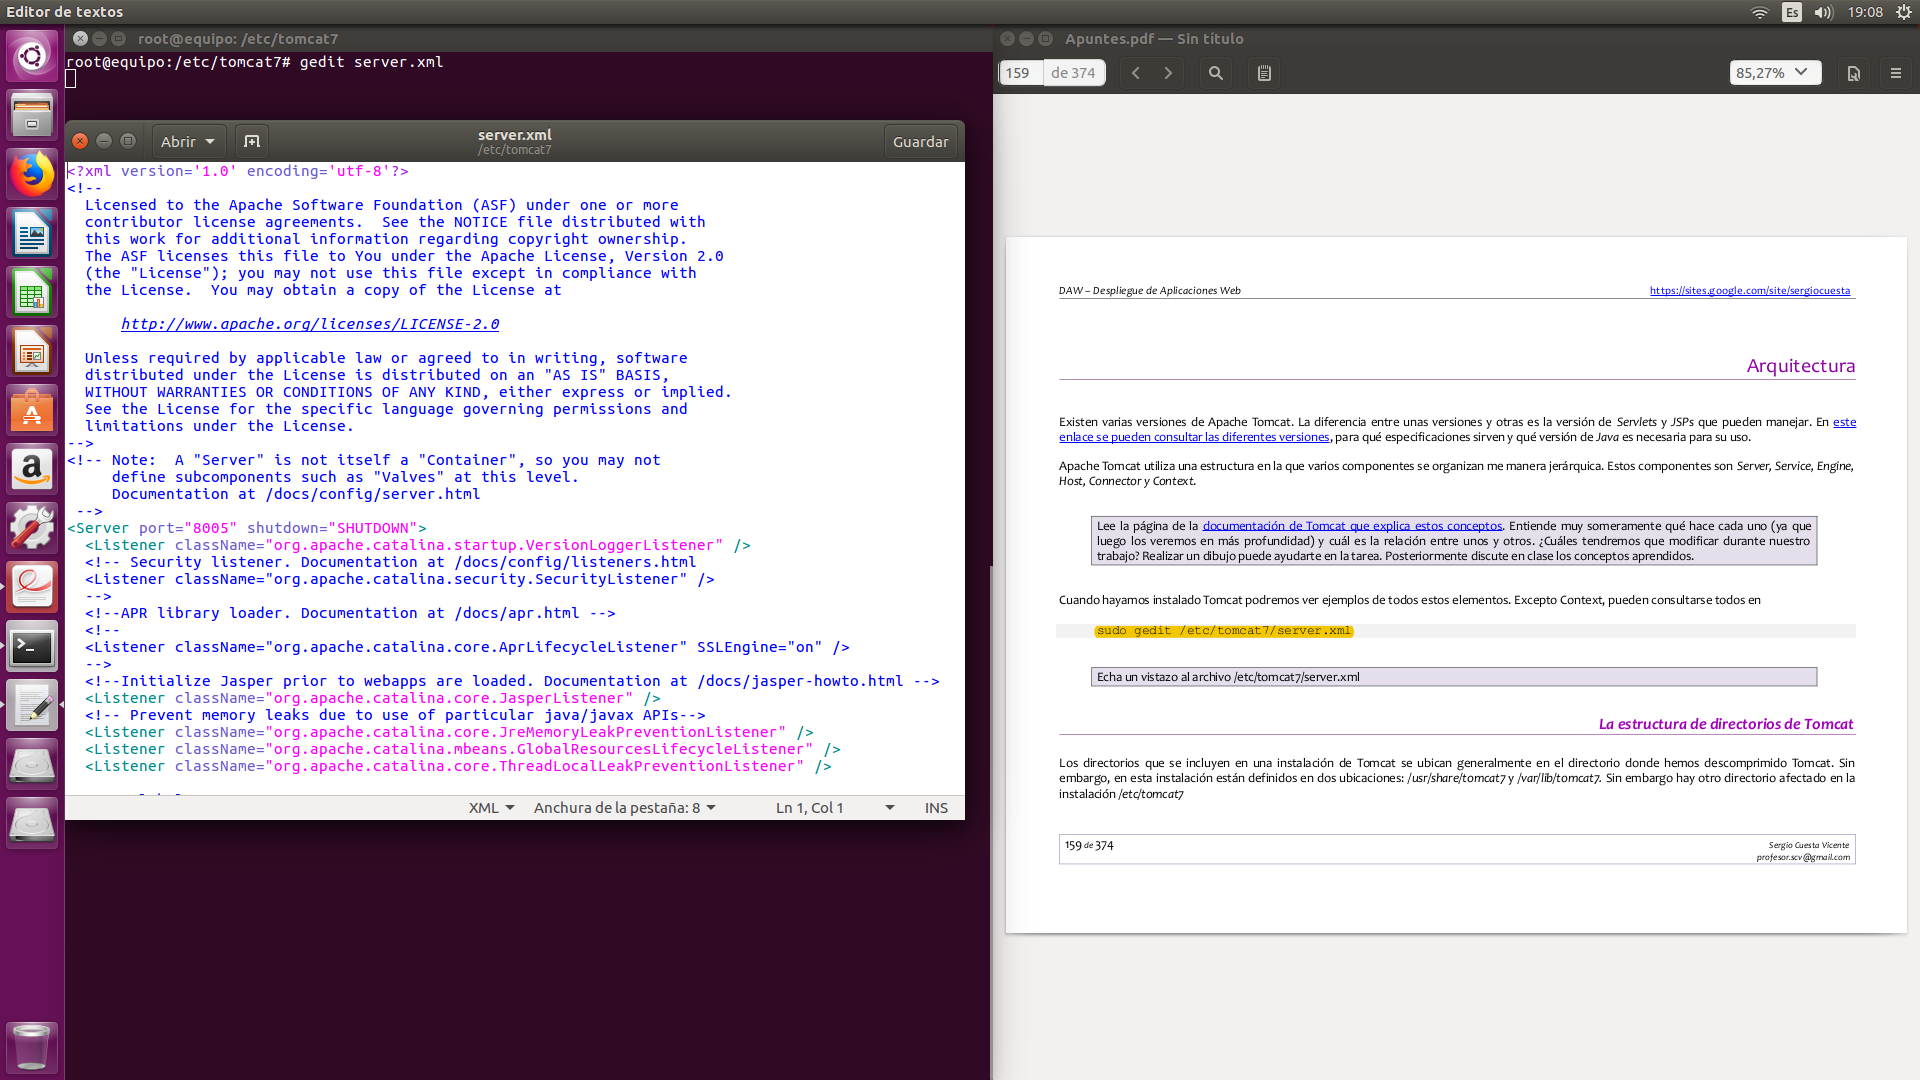 Editor de textos
Es
19:08
root@equipo: /etc/tomcat7
root@equipo:/etc/tomcat7# gedit server.xml
Abrir
server.xml
/etc/tomcat7
Guardar
<?xml version='1.0' encoding='utf-8'?>
<!--
  Licensed to the Apache Software Foundation (ASF) under one or more
  contributor license agreements.  See the NOTICE file distributed with
  this work for additional information regarding copyright ownership.
  The ASF licenses this file to You under the Apache License, Version 2.0
  (the "License"); you may not use this file except in compliance with
  the License.  You may obtain a copy of the License at
      http://www.apache.org/licenses/LICENSE-2.0
  Unless required by applicable law or agreed to in writing, software
  distributed under the License is distributed on an "AS IS" BASIS,
  WITHOUT WARRANTIES OR CONDITIONS OF ANY KIND, either express or implied.
  See the License for the specific language governing permissions and
  limitations under the License.
-->
<!-- Note:  A "Server" is not itself a "Container", so you may not
     define subcomponents such as "Valves" at this level.
     Documentation at /docs/config/server.html
 -->
<Server port="8005" shutdown="SHUTDOWN">
  <Listener className="org.apache.catalina.startup.VersionLoggerListener" />
  <!-- Security listener. Documentation at /docs/config/listeners.html
  <Listener className="org.apache.catalina.security.SecurityListener" />
  -->
  <!--APR library loader. Documentation at /docs/apr.html -->
  <!--
  <Listener className="org.apache.catalina.core.AprLifecycleListener" SSLEngine="on" />
  -->
  <!--Initialize Jasper prior to webapps are loaded. Documentation at /docs/jasper-howto.html -->
  <Listener className="org.apache.catalina.core.JasperListener" />
  <!-- Prevent memory leaks due to use of particular java/javax APIs-->
  <Listener className="org.apache.catalina.core.JreMemoryLeakPreventionListener" />
  <Listener className="org.apache.catalina.mbeans.GlobalResourcesLifecycleListener" />
  <Listener className="org.apache.catalina.core.ThreadLocalLeakPreventionListener" />
XML
Anchura de la pestaña: 8
Ln 1, Col 1
INS
Apuntes.pdf — Sin título
159 de 374
85,27%
DAW – Despliegue de Aplicaciones Web
https://sites.google.com/site/sergiocuesta
Arquitectura
Existen varias versiones de Apache Tomcat. La diferencia entre unas versiones y otras es la versión de Servlets y JSPs que pueden manejar. En este
enlace se pueden consultar las diferentes versiones, para qué especificaciones sirven y qué versión de Java es necesaria para su uso.
Apache Tomcat utiliza una estructura en la que varios componentes se organizan me manera jerárquica. Estos componentes son Server, Service, Engine,
Host, Connector y Context.
Lee la página de la documentación de Tomcat que explica estos conceptos. Entiende muy someramente qué hace cada uno (ya que
luego los veremos en más profundidad) y cuál es la relación entre unos y otros. ¿Cuáles tendremos que modificar durante nuestro
trabajo? Realizar un dibujo puede ayudarte en la tarea. Posteriormente discute en clase los conceptos aprendidos.
Cuando hayamos instalado Tomcat podremos ver ejemplos de todos estos elementos. Excepto Context, pueden consultarse todos en
sudo gedit /etc/tomcat7/server.xml
Echa un vistazo al archivo /etc/tomcat7/server.xml
La estructura de directorios de Tomcat
Los directorios que se incluyen en una instalación de Tomcat se ubican generalmente en el directorio donde hemos descomprimido Tomcat. Sin
embargo, en esta instalación están definidos en dos ubicaciones: /usr/share/tomcat7 y /var/lib/tomcat7. Sin embargo hay otro directorio afectado en la
instalación /etc/tomcat7
159 de 374
Sergio Cuesta Vicente
profesor.scv@gmail.com